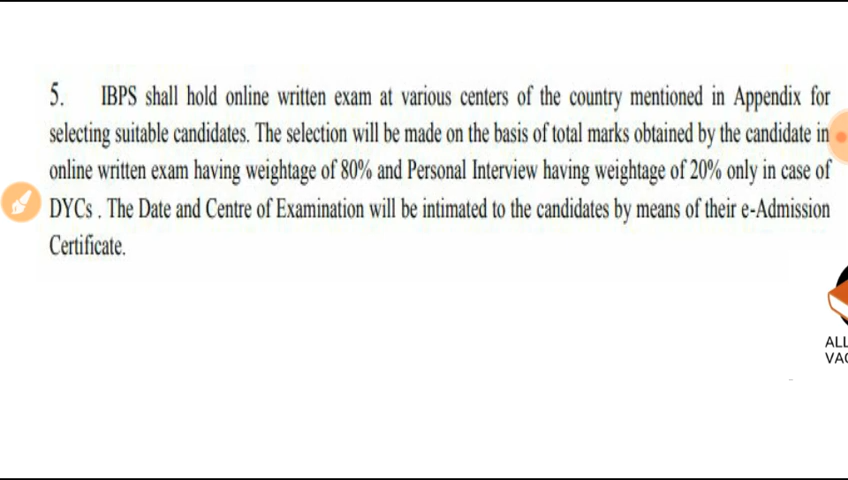 5. IBPS shall hold online written exam at various centers of the country mentioned in Appendix for
selecting suitable candidates. The selection will be made on the basis of total marks obtained by the candidate in
online written exam having weightage of 80% and Personal Interview having weightage of 20% only in case of
DYCs . The Date and Centre of Examination will be intimated to the candidates by means of their e-Admission
Certificate.
ALL